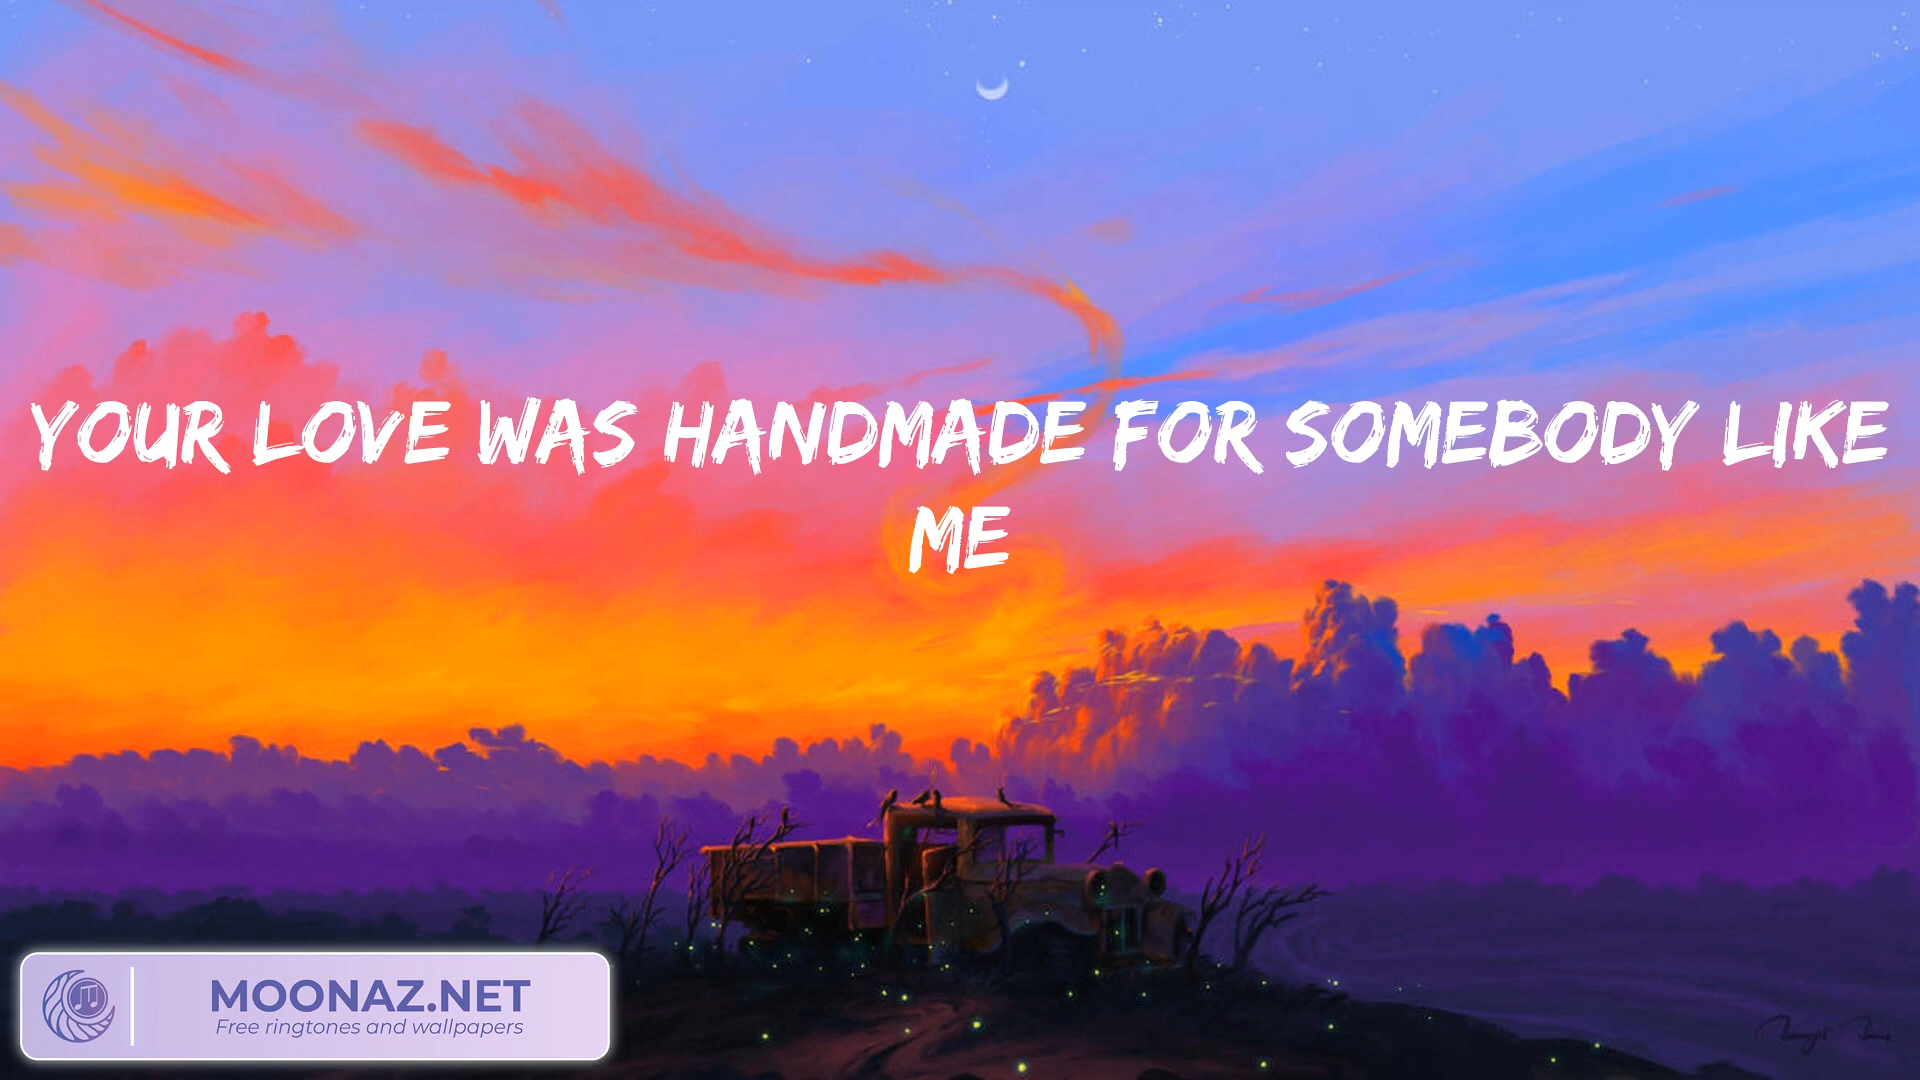 YOUR LOVE WAS HANDMADE FOR SOMEBODY LIKE
ME
MOONAZ.NET
Free ringtones and wallpapers